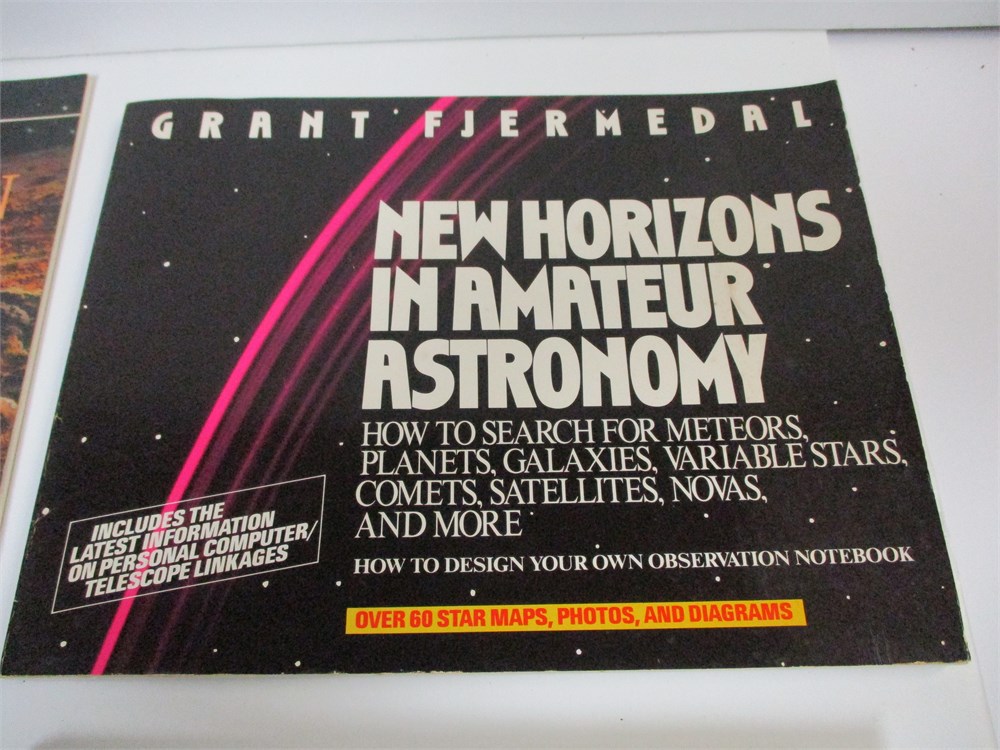 GRANT FJERMEDAL
NEW HORIZONS
IN AMATEUR
ASTRONOMY
HOW TO SEARCH FOR METEORS,
PLANETS, GALAXIES, VARIABLE STARS,
COMETS, SATELLITES, NOVAS,
AND MORE
HOW TO DESIGN YOUR OWN OBSERVATION NOTEBOOK
INCLUDES THE
LATEST INFORMATION
ON PERSONAL COMPUTER/
TELESCOPE LINKAGES
OVER 60 STAR MAPS, PHOTOS, AND DIAGRAMS